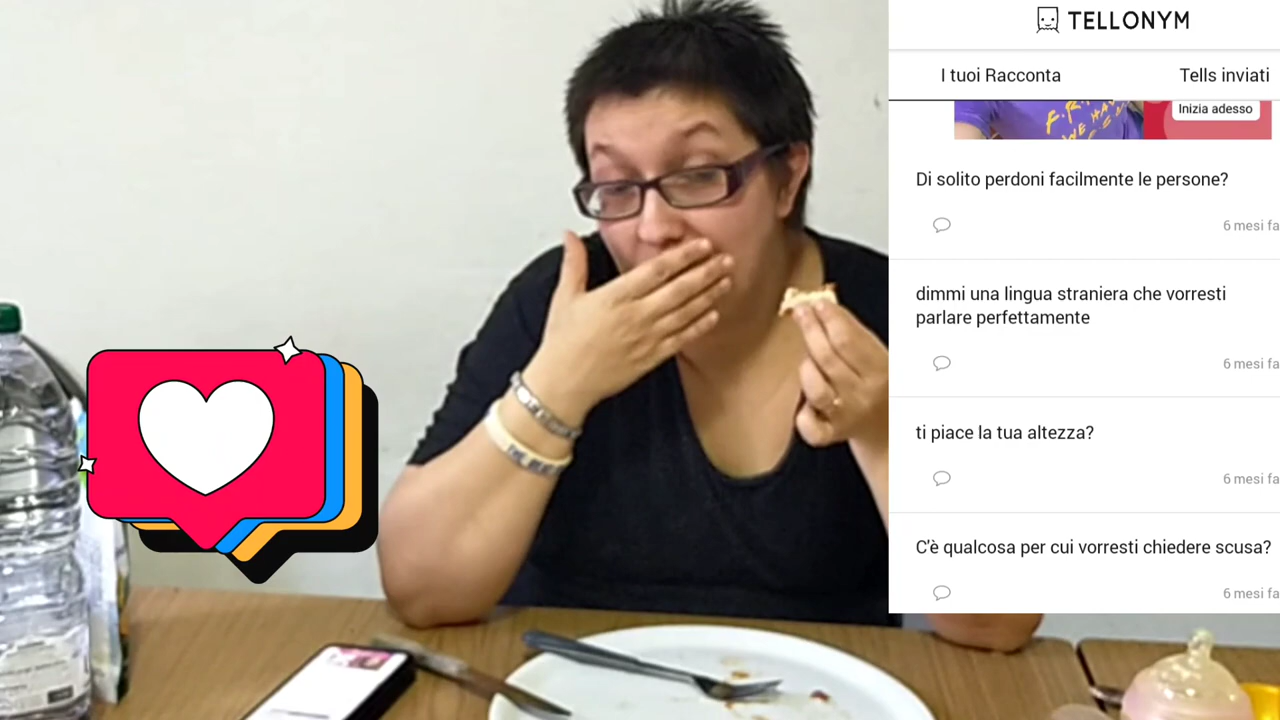 TELLONYM
I tuoi Racconta
Tells inviati
Inizia adesso
Di solito perdoni facilmente le persone?
6 mesi fa
dimmi una lingua straniera che vorresti
parlare perfettamente
6 mesi fa
ti piace la tua altezza?
6 mesi fa
C'è qualcosa per cui vorresti chiedere scusa?
6 mesi fa